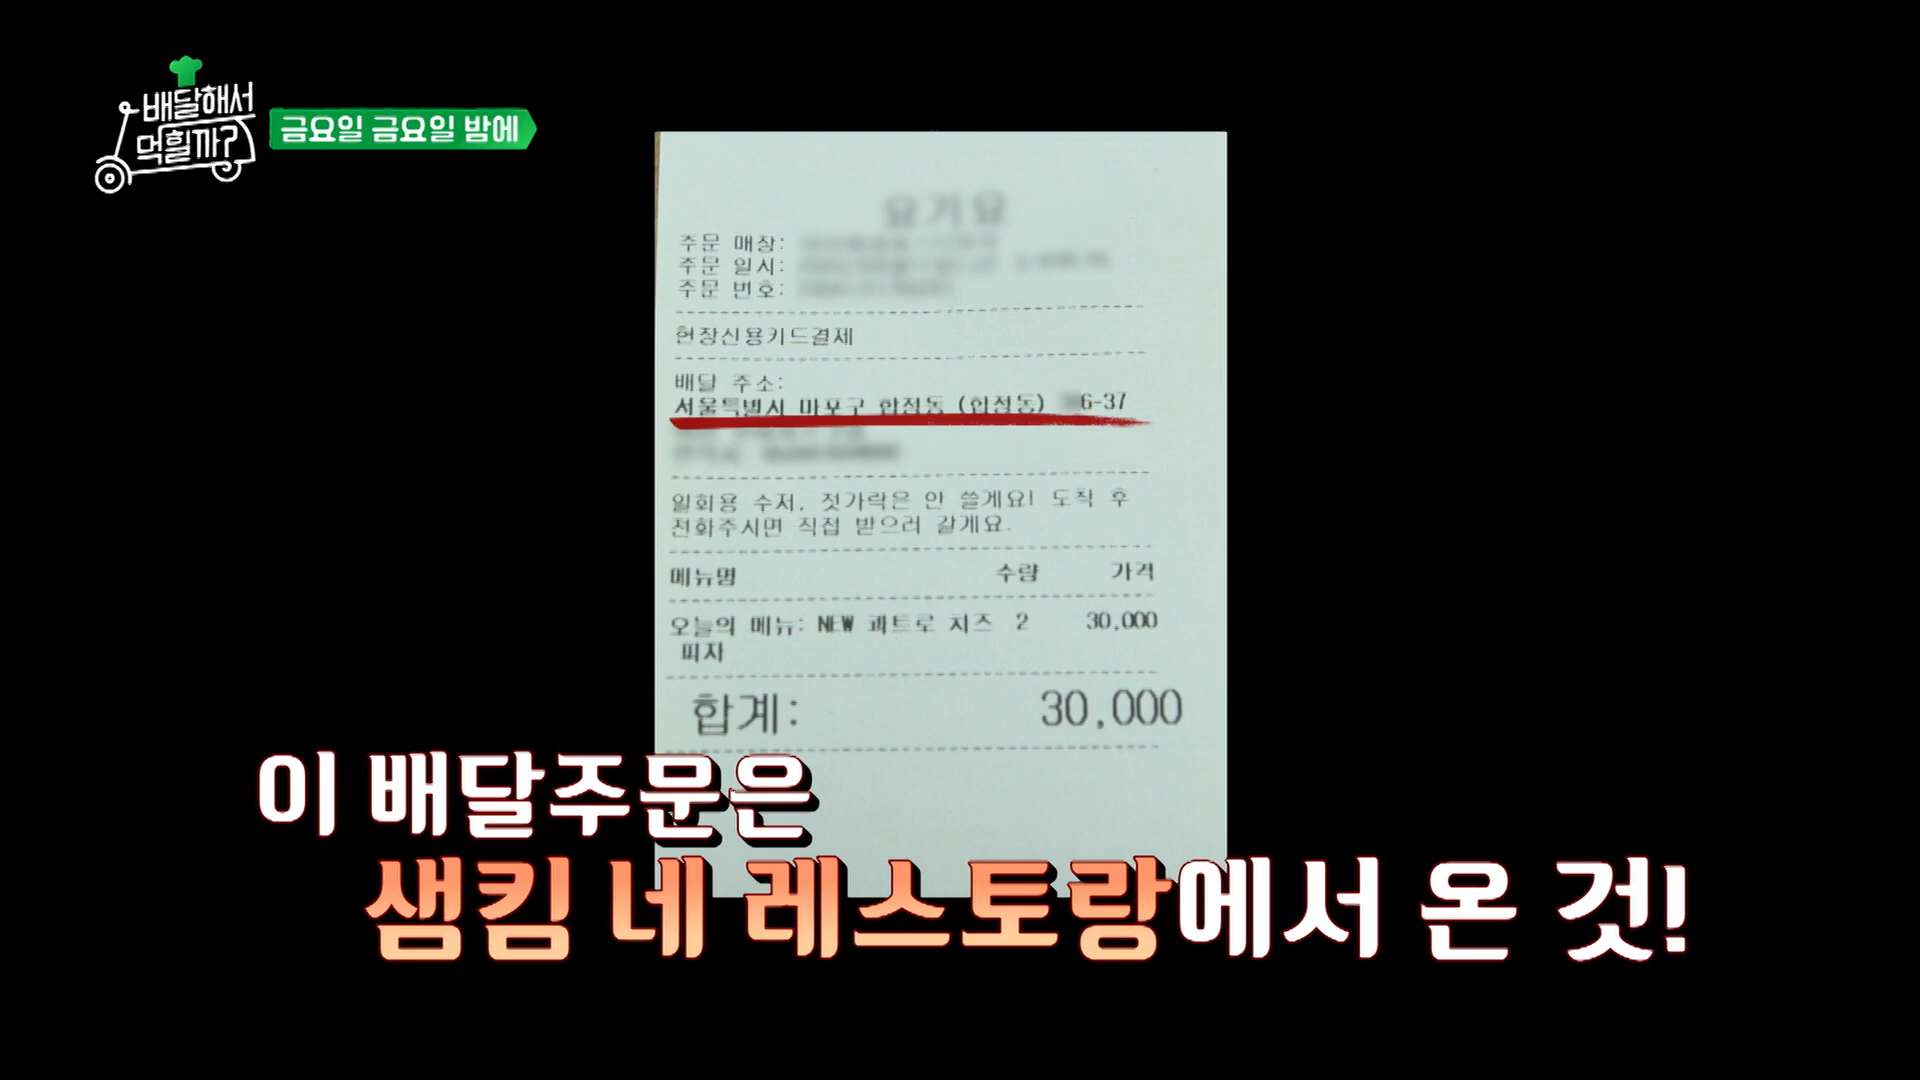 배달해서
먹힐까?
금요일 금요일 밤에
요기요
주문 매장:
주문 일시:
주문 번호:
현장신용카드결제
배달 주소:
서울특별시 마포구 합정동 (합정동) 6-37
일회용 수저, 젓가락은 안 쓸게요! 도착 후
전화주시면 직접 받으러 갈게요.
메뉴명 수량 가격
오늘의 메뉴: NEW 콰트로 치즈 2 30,000
피자
합계: 30,000
이 배달주문은
샘킴 네 레스토랑에서 온 것!